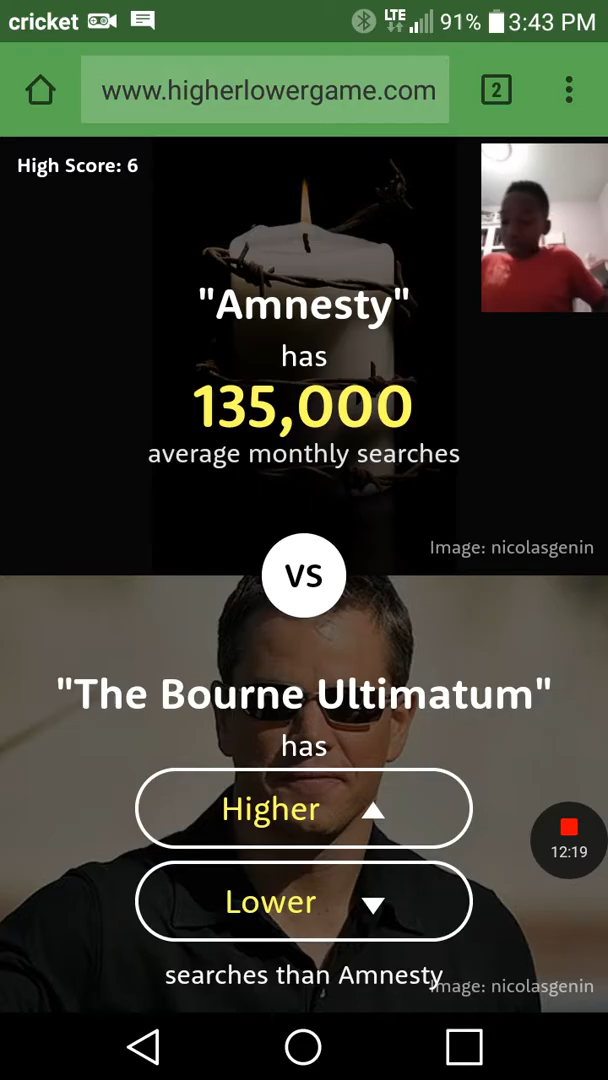 cricket LTE 91% 3:43 PM
www.higherlowergame.com 2
High Score: 6
"Amnesty"
has
135,000
average monthly searches
Image: nicolasgenin
VS
"The Bourne Ultimatum"
has
Higher
Lower
12:19
searches than Amnesty
Image: nicolasgenin